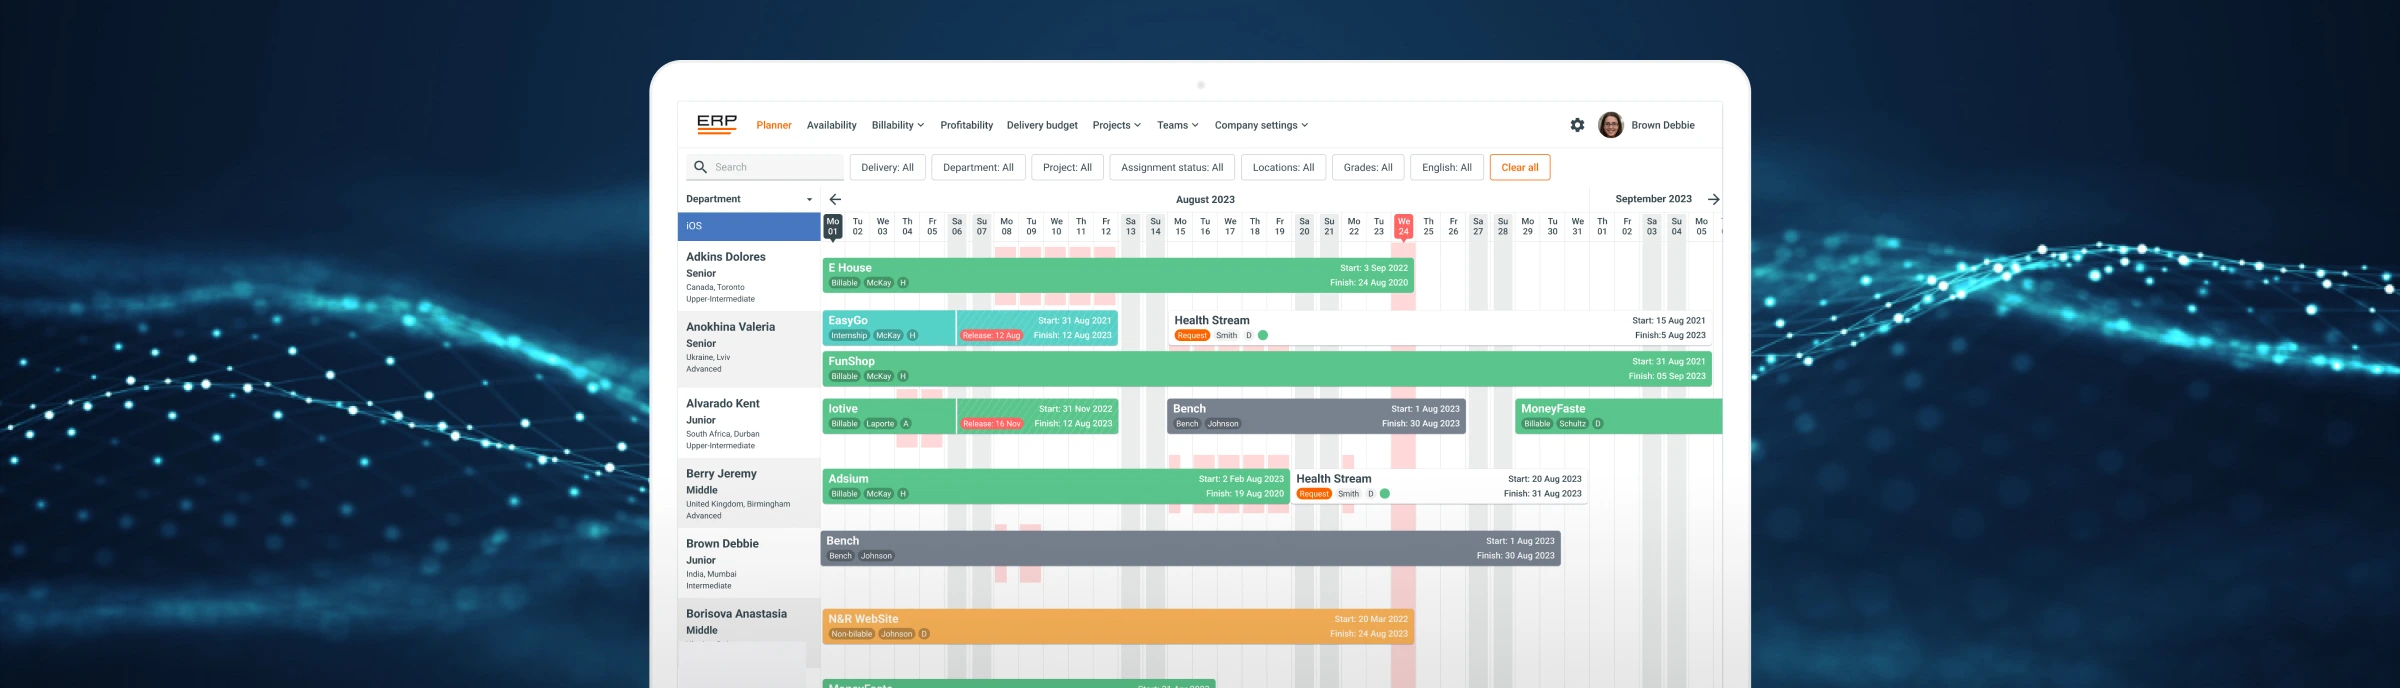 ERP Planner Availability Billability Profitability Delivery budget Projects Teams Company settings Brown Debbie
Search Delivery: All Department: All Project: All Assignment status: All Locations: All Grades: All English: All Clear all
Department August 2023 September 2023
Mo Tu We Th Fr Sa Su Mo Tu We Th Fr Sa Su Mo Tu We Th Fr Sa Su Mo Tu We Th Fr Sa Su Mo Tu We Th Fr Sa Su Mo
01 02 03 04 05 06 07 08 09 10 11 12 13 14 15 16 17 18 19 20 21 22 23 24 25 26 27 28 29 30 31 01 02 03 04 05
iOS
Adkins Dolores
Senior
Canada, Toronto
Upper-Intermediate
E House Start: 3 Sep 2022
Billable McKay H Finish: 24 Aug 2020
Anokhina Valeria
Senior
Ukraine, Lviv
Advanced
EasyGo Start: 31 Aug 2021
Internship McKay H Release: 12 Aug Finish: 12 Aug 2023
Health Stream Start: 15 Aug 2021
Request Smith D Finish:5 Aug 2023
FunShop Start: 31 Aug 2021
Billable McKay H Finish: 05 Sep 2023
Alvarado Kent
Junior
South Africa, Durban
Upper-Intermediate
Iotive Start: 31 Nov 2022
Billable Laporte A Release: 16 Nov Finish: 12 Aug 2023
Bench Start: 1 Aug 2023
Bench Johnson Finish: 30 Aug 2023
MoneyFaste
Billable Schultz D
Berry Jeremy
Middle
United Kingdom, Birmingham
Advanced
Adsium Start: 2 Feb Aug 2023
Billable McKay H Finish: 19 Aug 2020
Health Stream Start: 20 Aug 2023
Request Smith D Finish: 31 Aug 2023
Brown Debbie
Junior
India, Mumbai
Intermediate
Bench Start: 1 Aug 2023
Bench Johnson Finish: 30 Aug 2023
Borisova Anastasia
Middle
N&R WebSite Start: 20 Mar 2022
Non-bilable Johnson D Finish: 24 Aug 2023
MoneyFaste